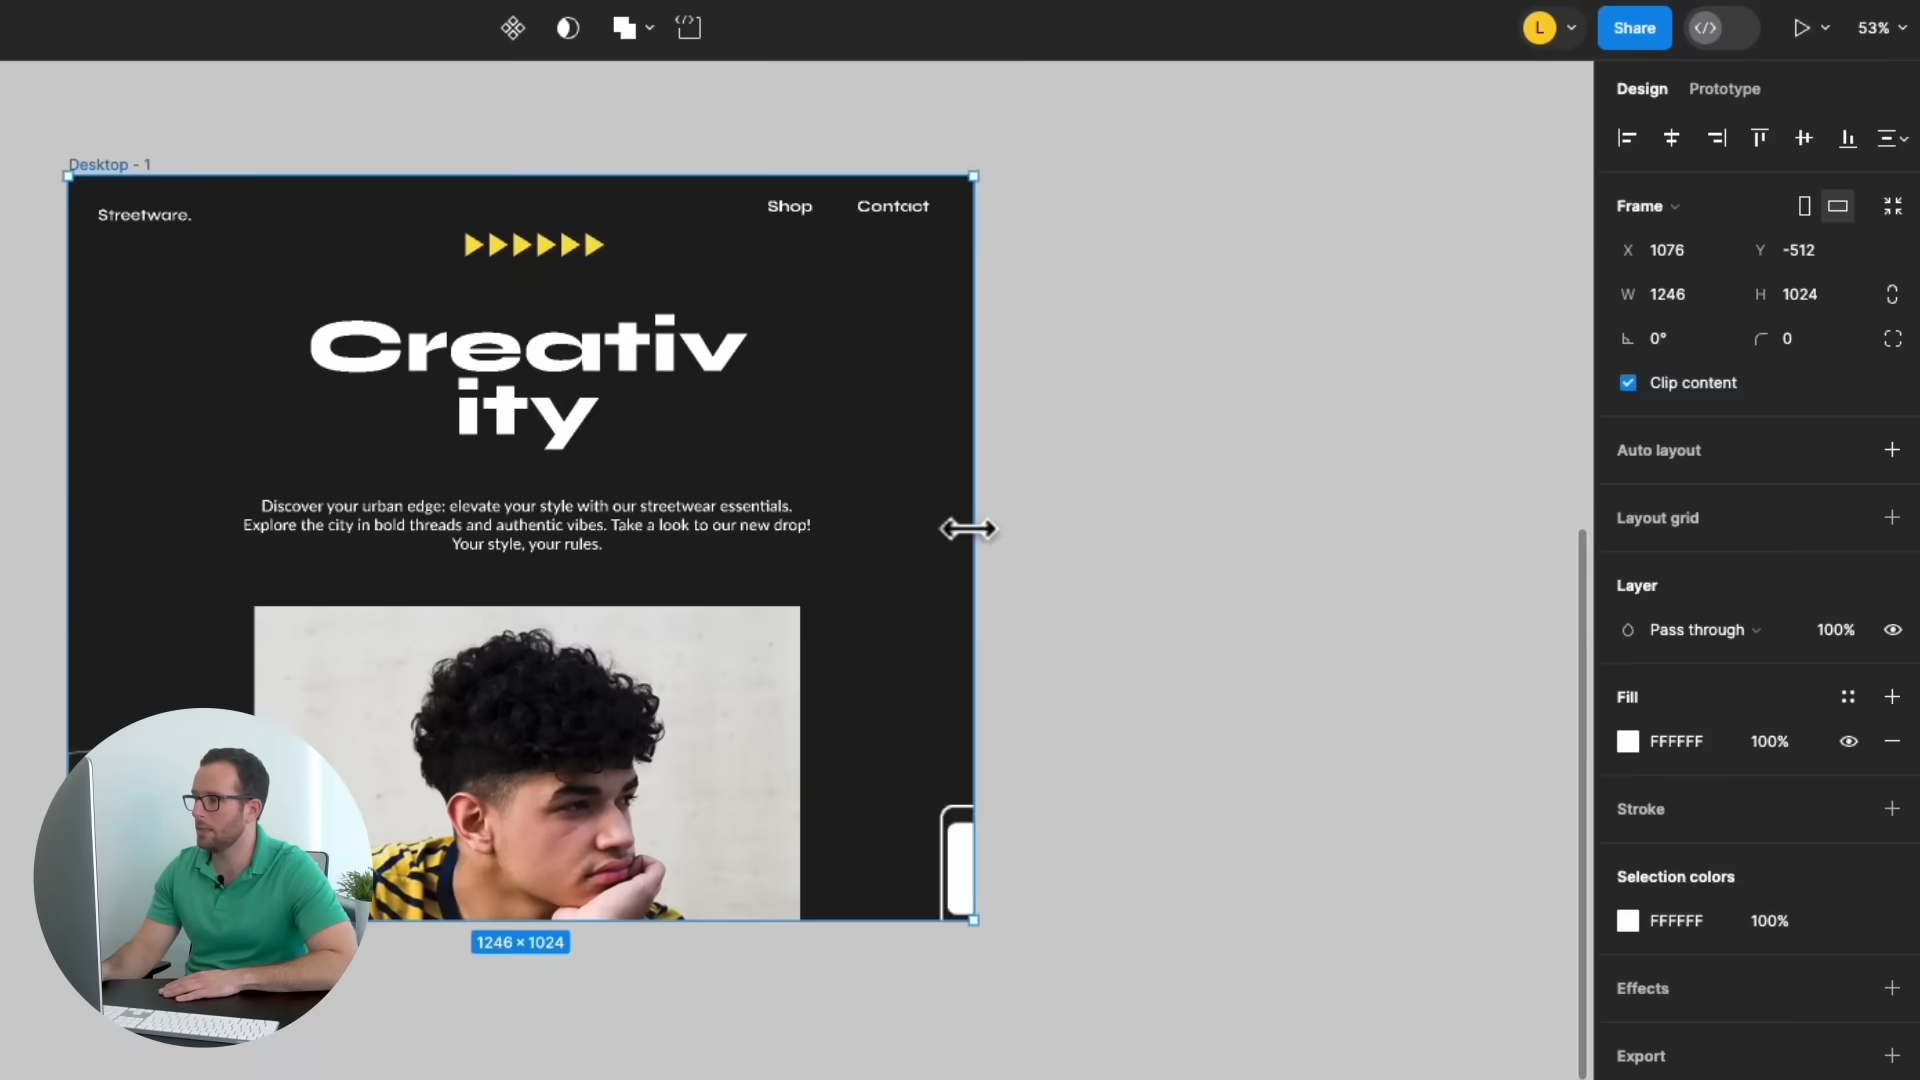 L
Share
53%
Design Prototype
Desktop - 1
Streetware.
Shop Contact
Creativ
ity
Discover your urban edge: elevate your style with our streetwear essentials.
Explore the city in bold threads and authentic vibes. Take a look to our new drop!
Your style, your rules.
1246 × 1024
Frame
X 1076 Y -512
W 1246 H 1024
0° 0
Clip content
Auto layout
Layout grid
Layer
Pass through 100%
Fill
FFFFFF 100%
Stroke
Selection colors
FFFFFF 100%
Effects
Export